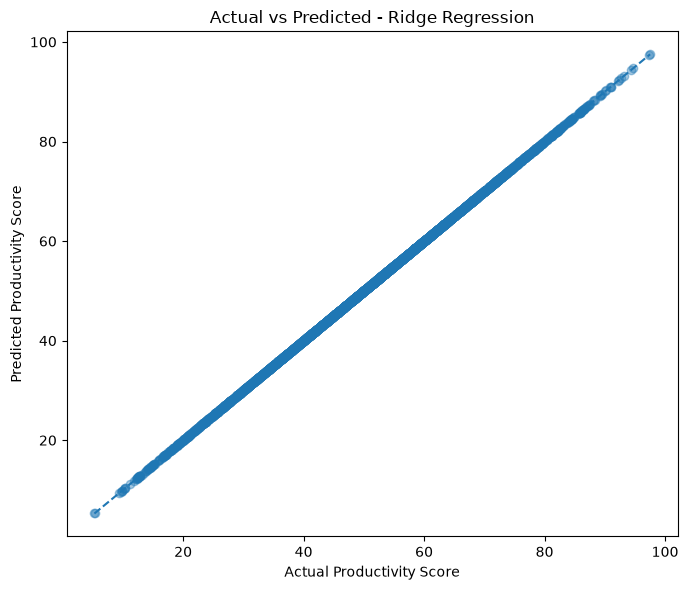 Actual vs Predicted - Ridge Regression
100
80
60
40
20
Predicted Productivity Score
20 40 60 80 100
Actual Productivity Score